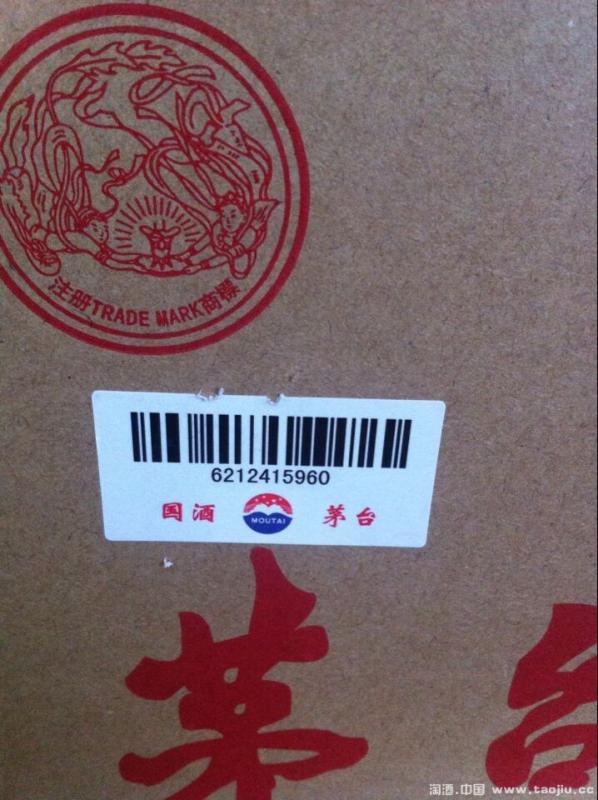 注册TRADE MARK商標
6212415960
国酒 MOUTAI 茅台
茅台
淘酒.中国 www.taojiu.cc